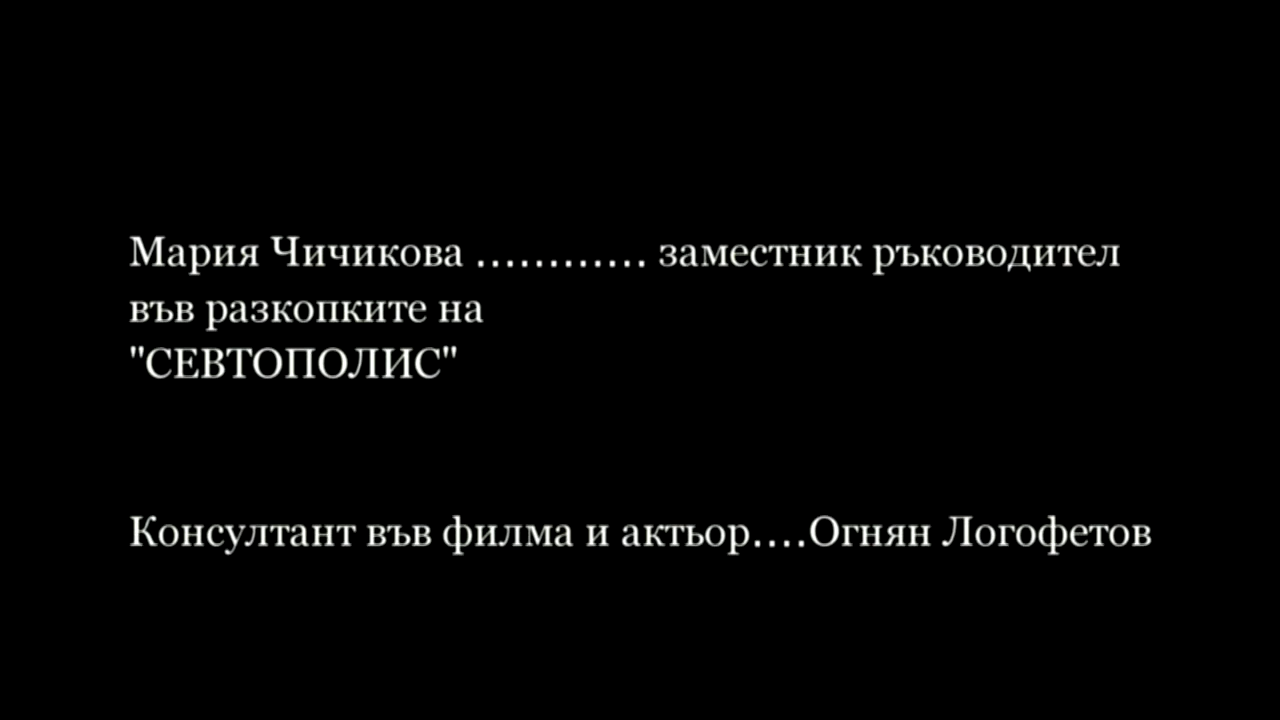 Мария Чичикова ............ заместник ръководител
във разкопките на
"СЕВТОПОЛИС"
Консултант във филма и актьор....Огнян Логофетов